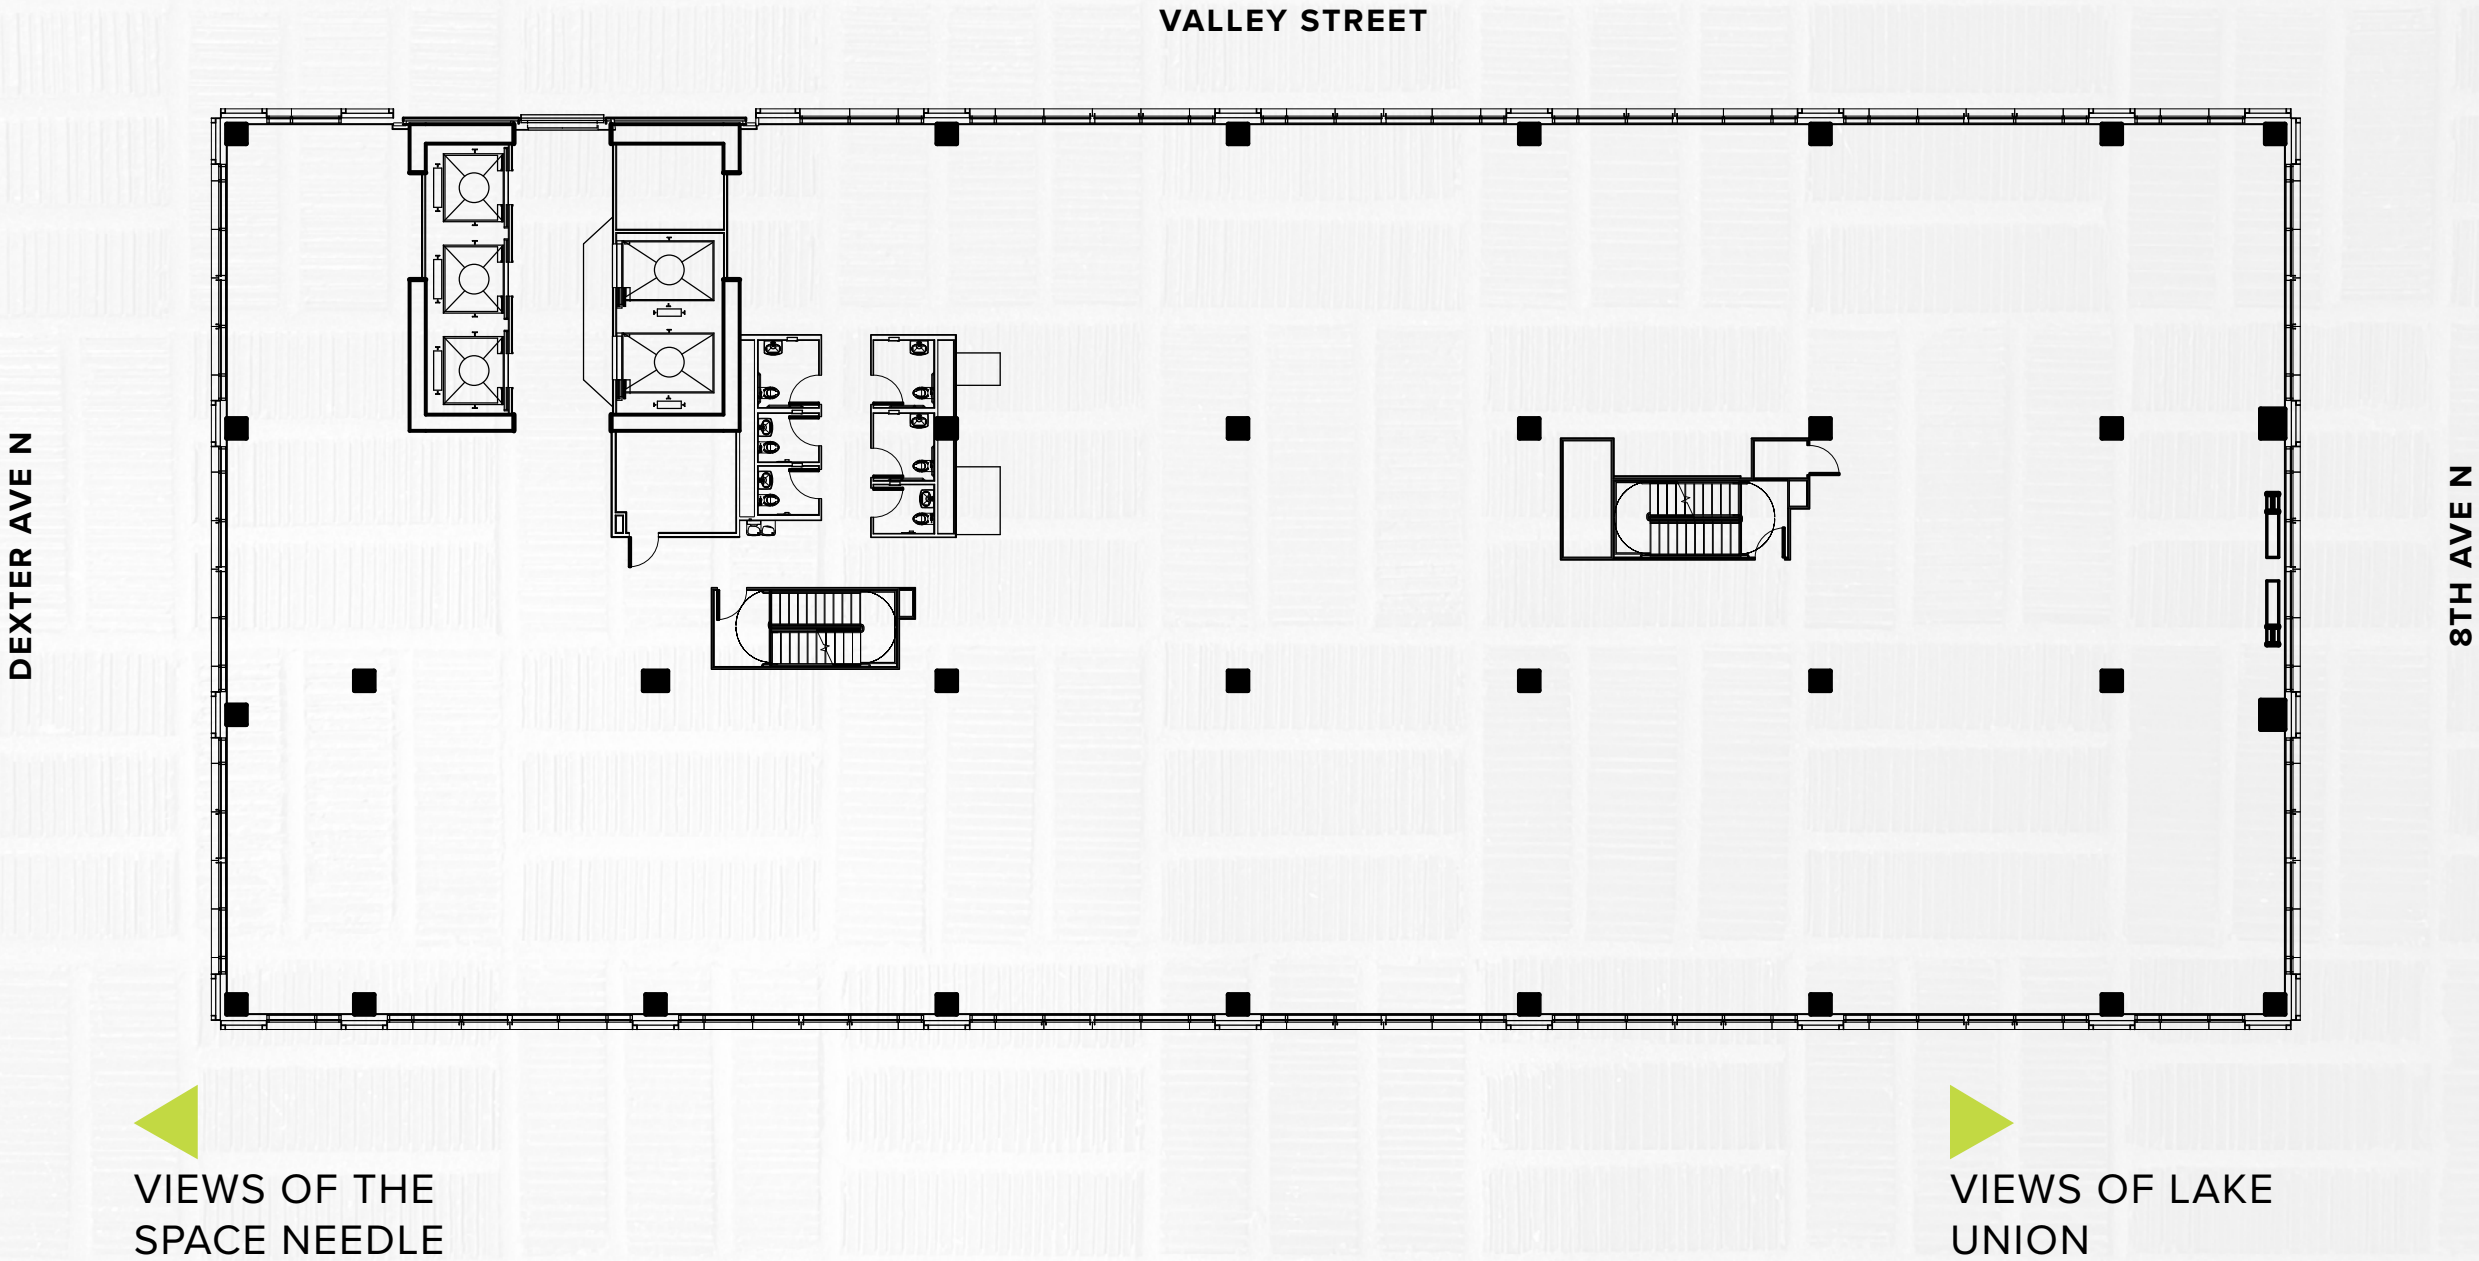 VALLEY STREET
DEXTER AVE N
8TH AVE N
VIEWS OF THE
SPACE NEEDLE
VIEWS OF LAKE
UNION